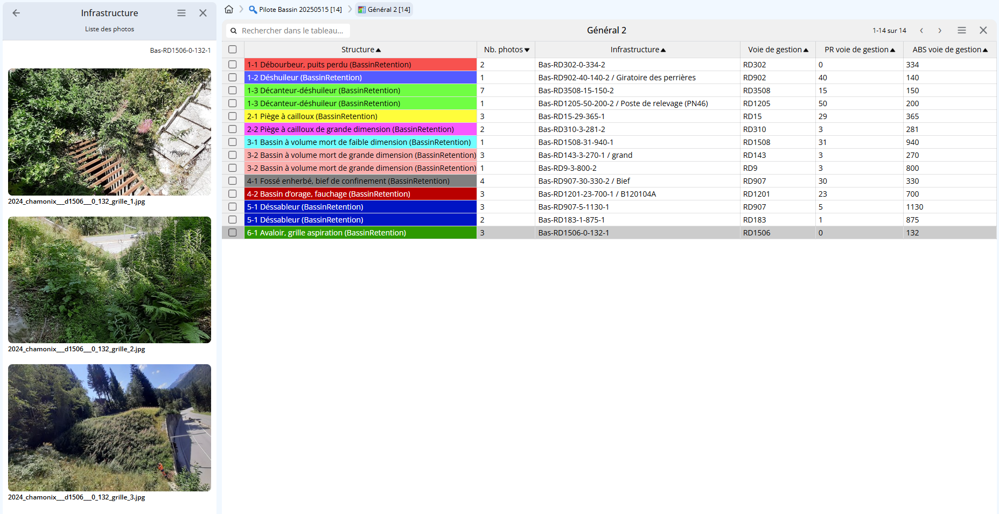 Infrastructure
Liste des photos
Bas-RD1506-0-132-1
2024_chamonix___d1506___0_132_grille_1.jpg
2024_chamonix___d1506___0_132_grille_2.jpg
2024_chamonix___d1506___0_132_grille_3.jpg
Pilote Bassin 20250515 [14] Général 2 [14]
Rechercher dans le tableau... Général 2 1-14 sur 14
Structure Nb. photos Infrastructure Voie de gestion PR voie de gestion ABS voie de gestion
1-1 Débourbeur, puits perdu (BassinRetention) 2 Bas-RD302-0-334-2 RD302 0 334
1-2 Déshuileur (BassinRetention) 1 Bas-RD902-40-140-2 / Giratoire des perrières RD902 40 140
1-3 Décanteur-déshuileur (BassinRetention) 7 Bas-RD3508-15-150-2 RD3508 15 150
1-3 Décanteur-déshuileur (BassinRetention) 1 Bas-RD1205-50-200-2 / Poste de relevage (PN46) RD1205 50 200
2-1 Piège à cailloux (BassinRetention) 3 Bas-RD15-29-365-1 RD15 29 365
2-2 Piège à cailloux de grande dimension (BassinRetention) 2 Bas-RD310-3-281-2 RD310 3 281
3-1 Bassin à volume mort de faible dimension (BassinRetention) 1 Bas-RD1508-31-940-1 RD1508 31 940
3-2 Bassin à volume mort de grande dimension (BassinRetention) 3 Bas-RD143-3-270-1 / grand RD143 3 270
3-2 Bassin à volume mort de grande dimension (BassinRetention) 1 Bas-RD9-3-800-2 RD9 3 800
4-1 Fossé enherbé, bief de confinement (BassinRetention) 4 Bas-RD907-30-330-2 / Bief RD907 30 330
4-2 Bassin d'orage, fauchage (BassinRetention) 3 Bas-RD1201-23-700-1 / B120104A RD1201 23 700
5-1 Déssableur (BassinRetention) 3 Bas-RD907-5-1130-1 RD907 5 1130
5-1 Déssableur (BassinRetention) 2 Bas-RD183-1-875-1 RD183 1 875
6-1 Avaloir, grille aspiration (BassinRetention) 3 Bas-RD1506-0-132-1 RD1506 0 132